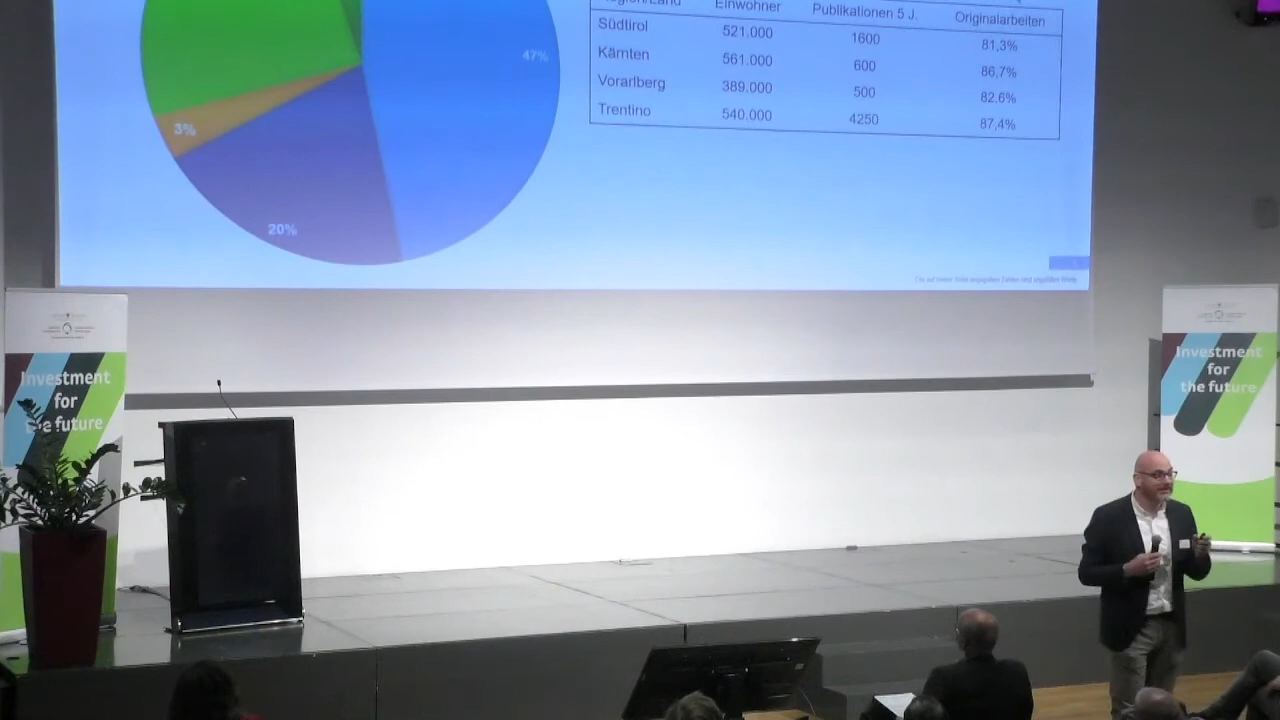 Einwohner
Publikationen 5 J.
Originalarbeiten
Südtirol 521.000 1600 81,3%
Kärnten 561.000 600 86,7%
Vorarlberg 389.000 500 82.6%
Trentino 540.000 4250 87,4%
47%
3%
20%
Investment
for
the future
Investment
for
the future